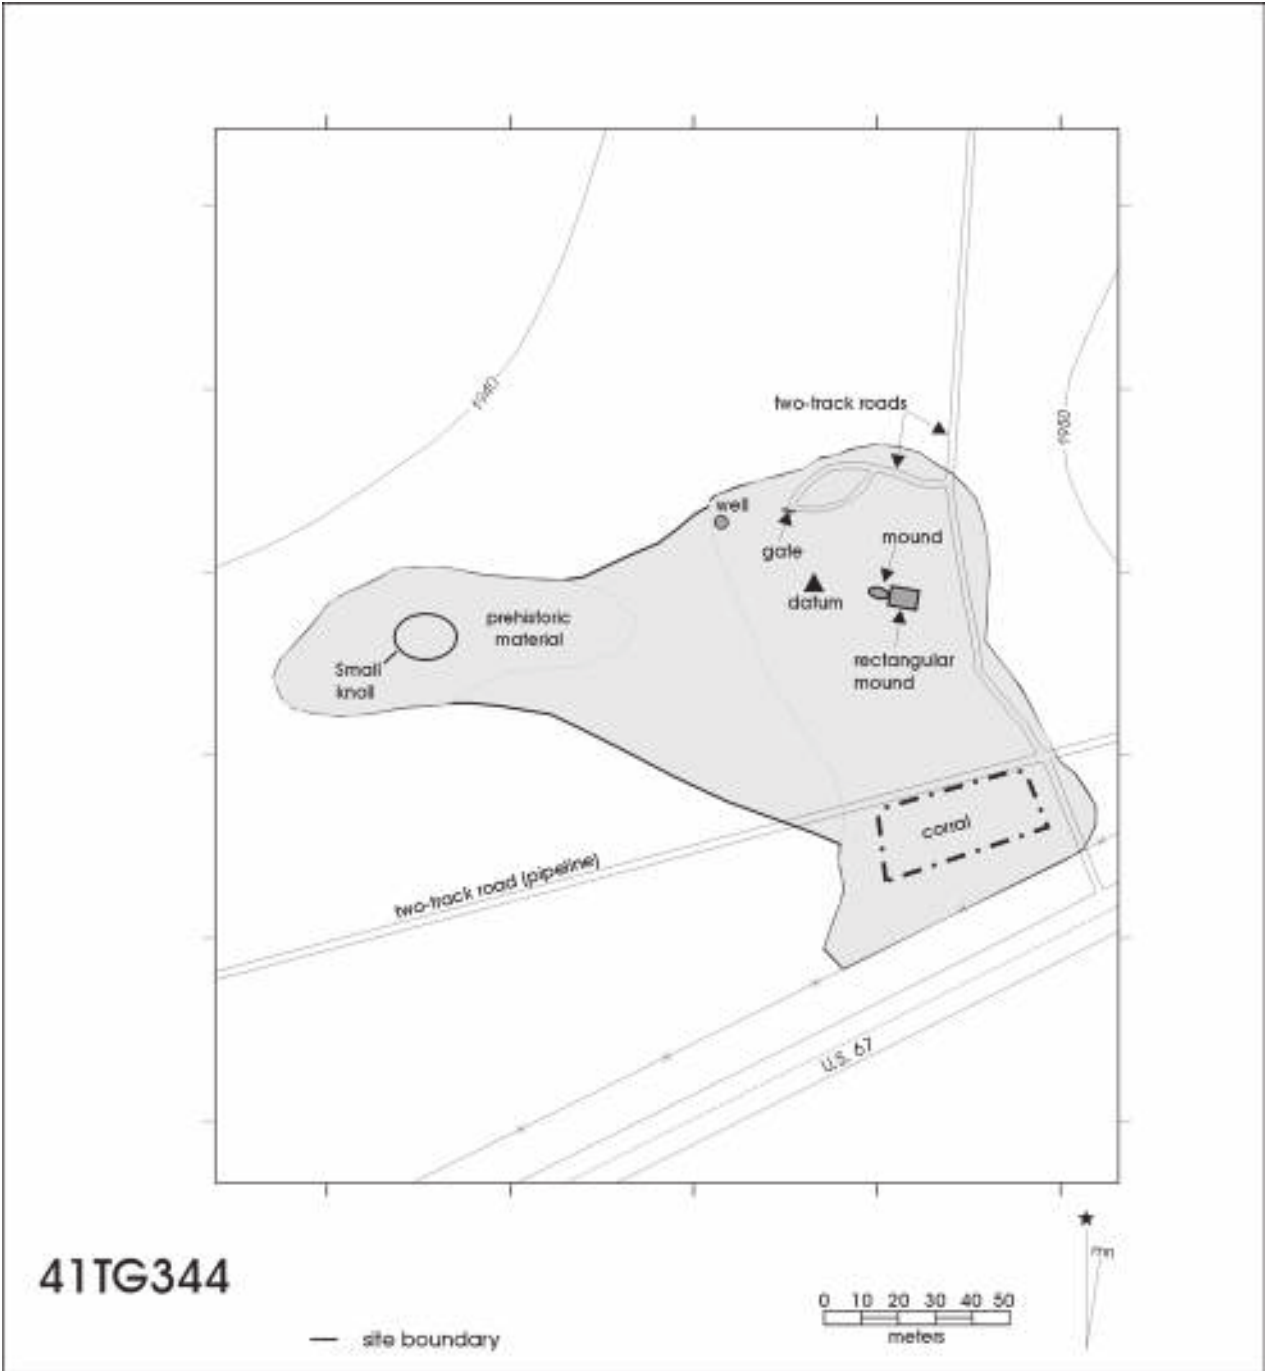 1940
two-track roads
1950
well
gate
mound
datum
prehistoric
material
Small
knoll
rectangular
mound
corral
two-track road (pipeline)
U.S. 67
mn
41TG344
0 10 20 30 40 50
meters
site boundary